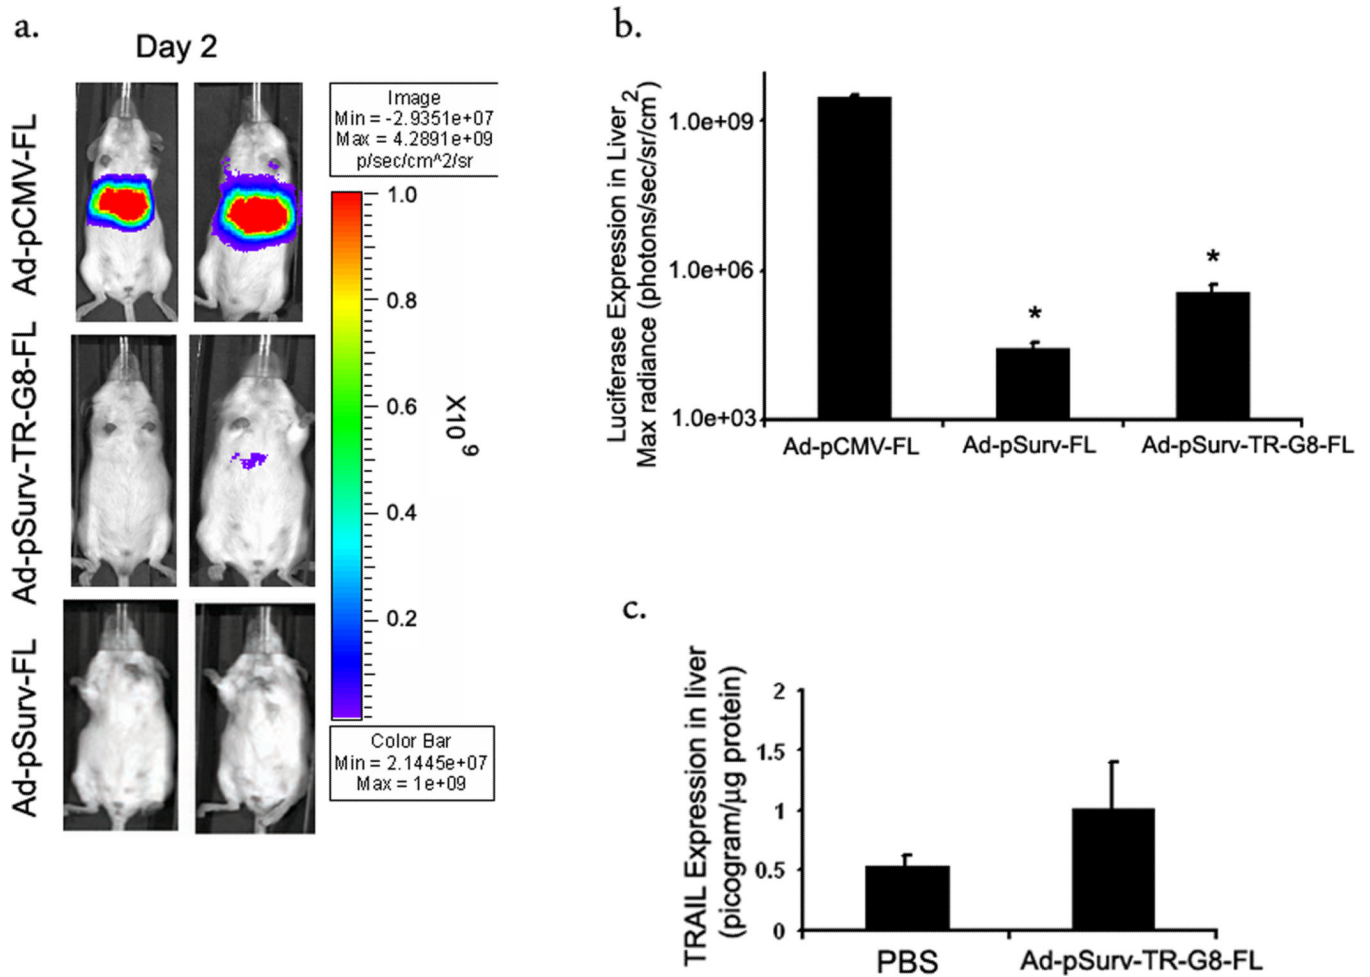 a.
Day 2
Ad-pCMV-FL
Ad-pSurv-TR-G8-FL
Ad-pSurv-FL
Image
Min = -2.9351e+07
Max = 4.2891e+09
p/sec/cm^2/sr
1.0
0.8
0.6
0.4
0.2
X10 9
Color Bar
Min = 2.1445e+07
Max = 1e+09
b.
Luciferase Expression in Liver
Max radiance (photons/sec/sr/cm2)
1.0e+09
1.0e+06
1.0e+03
*
*
Ad-pCMV-FL Ad-pSurv-FL Ad-pSurv-TR-G8-FL
c.
TRAIL Expression in liver
(picogram/µg protein)
2
1.5
1
0.5
0
PBS Ad-pSurv-TR-G8-FL